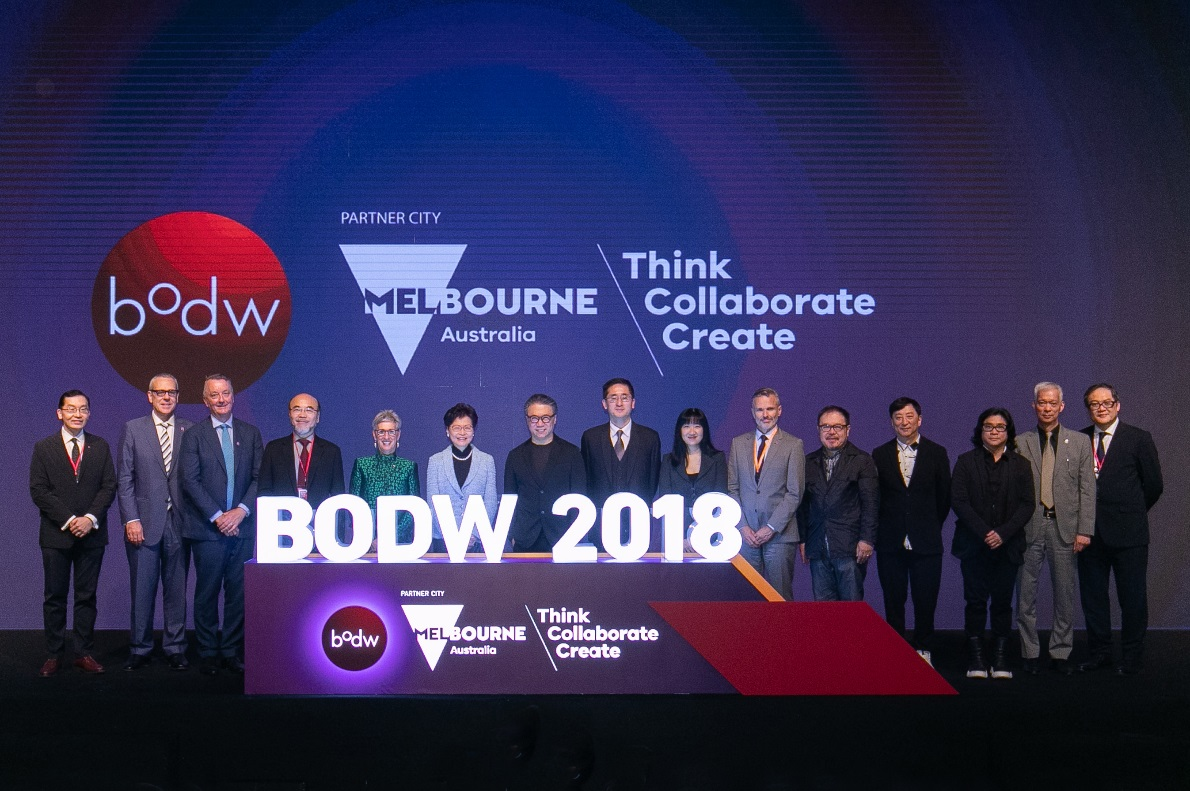 PARTNER CITY
bodw
MELBOURNE
Australia
Think
Collaborate
Create
BODW 2018
PARTNER CITY
bodw
MELBOURNE
Australia
Think
Collaborate
Create